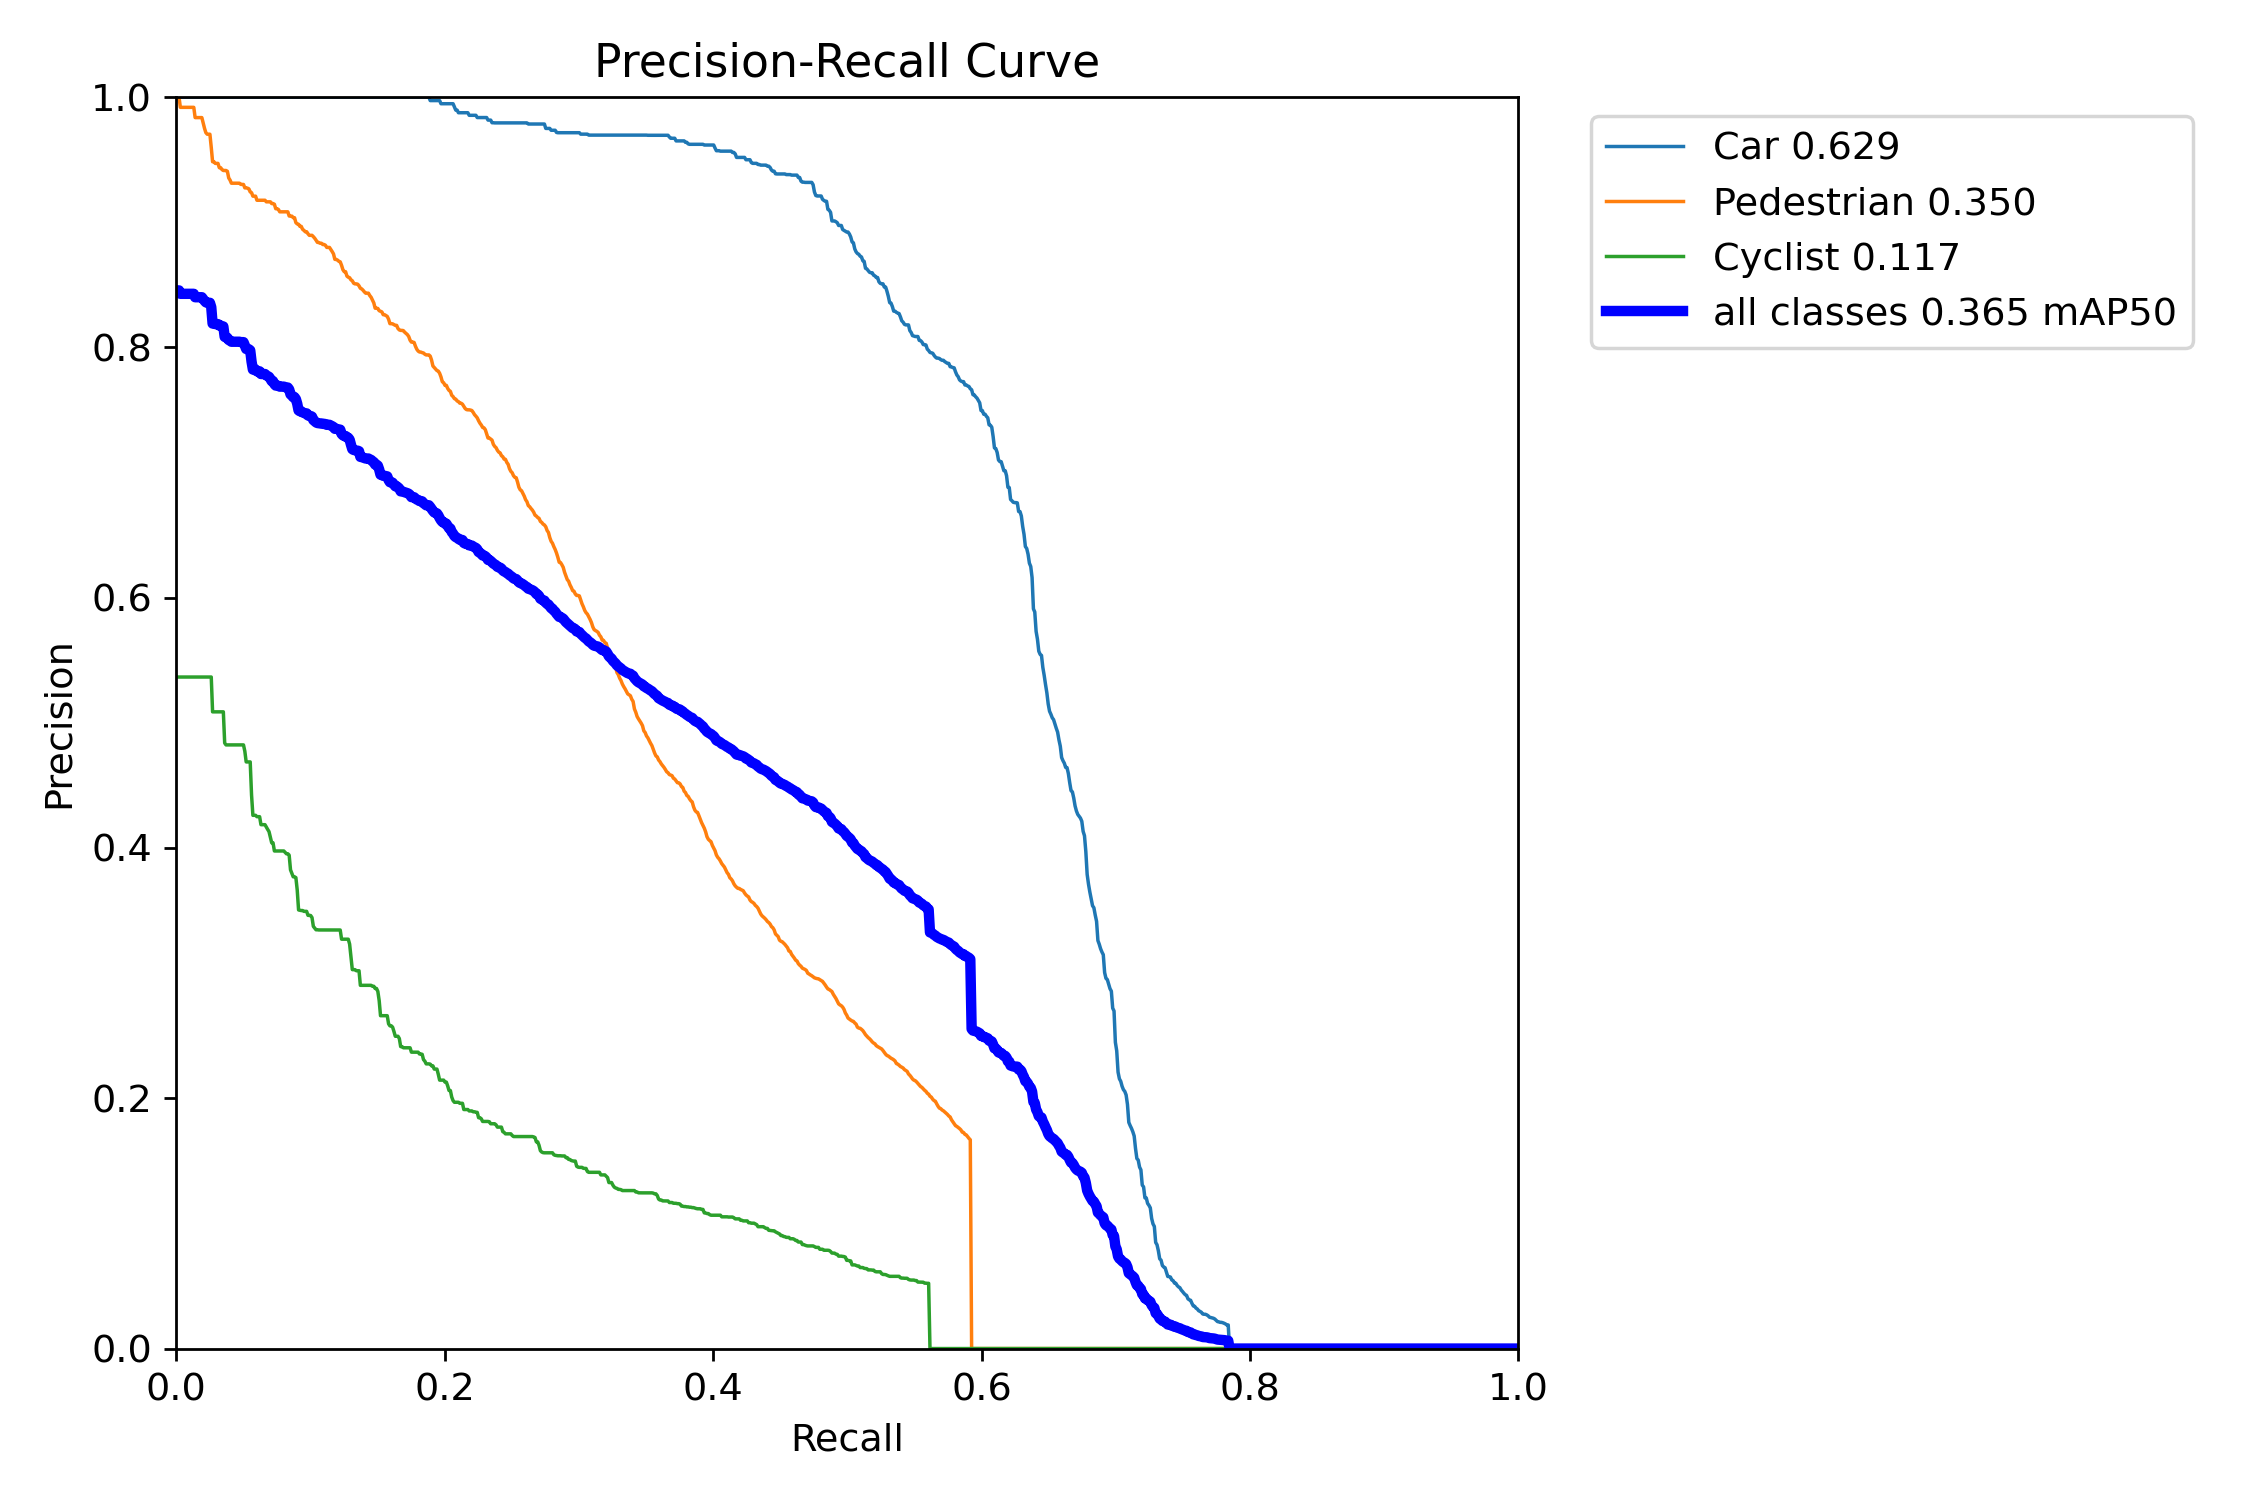 Precision-Recall Curve
1.0
0.8
0.6
0.4
0.2
0.0
Precision
0.0 0.2 0.4 0.6 0.8 1.0
Recall
Car 0.629
Pedestrian 0.350
Cyclist 0.117
all classes 0.365 mAP50